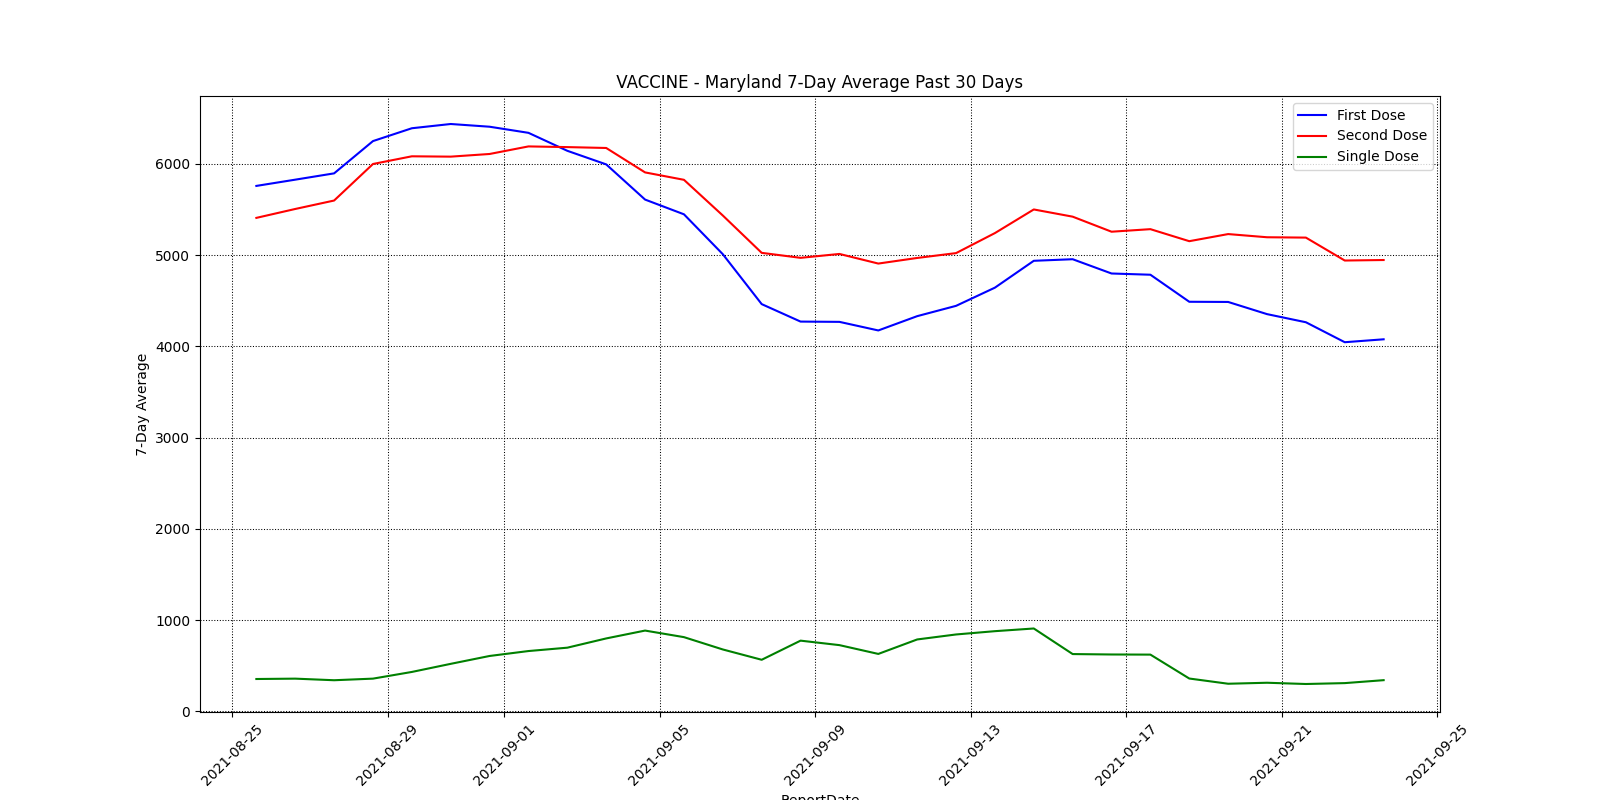 VACCINE - Maryland 7-Day Average Past 30 Days
First Dose
Second Dose
Single Dose
7-Day Average
6000
5000
4000
3000
2000
1000
0
2021-08-25
2021-08-29
2021-09-01
2021-09-05
2021-09-09
2021-09-13
2021-09-17
2021-09-21
2021-09-25
ReportDate